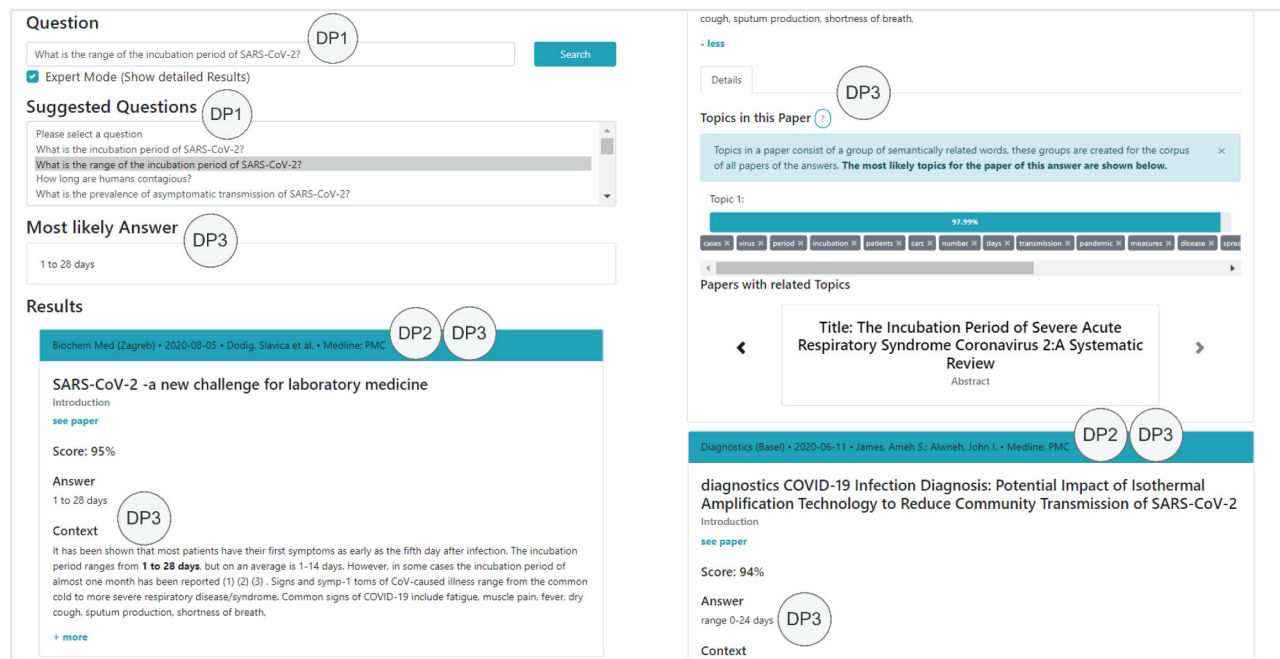 Question
DP1
What is the range of the incubation period of SARS-CoV-2?
Search
Expert Mode (Show detailed Results)
Suggested Questions
DP1
Please select a question
What is the incubation period of SARS-CoV-2?
What is the range of the incubation period of SARS-CoV-2?
How long are humans contagious?
What is the prevalence of asymptomatic transmission of SARS-CoV-2?
Most likely Answer
DP3
1 to 28 days
Results
DP2
DP3
Biochem Med (Zagreb) • 2020-08-05 • Dodig, Slavica et al. • Medline; PMC
SARS-CoV-2 -a new challenge for laboratory medicine
Introduction
see paper
Score: 95%
Answer
1 to 28 days
DP3
Context
It has been shown that most patients have their first symptoms as early as the fifth day after infection. The incubation
period ranges from 1 to 28 days, but on an average is 1-14 days. However, in some cases the incubation period of
almost one month has been reported (1) (2) (3) . Signs and symp-1 toms of CoV-caused illness range from the common
cold to more severe respiratory disease/syndrome. Common signs of COVID-19 include fatigue, muscle pain, fever, dry
cough, sputum production, shortness of breath,
+ more
cough, sputum production, shortness of breath,
- less
Details
DP3
Topics in this Paper ?
Topics in a paper consist of a group of semantically related words, these groups are created for the corpus
of all papers of the answers. The most likely topics for the paper of this answer are shown below.
×
Topic 1:
97.99%
cases × virus × period × incubation × patients × sars × number × days × transmission × pandemic × measures × disease × sprea
Papers with related Topics
Title: The Incubation Period of Severe Acute
Respiratory Syndrome Coronavirus 2:A Systematic
Review
Abstract
DP2
DP3
Diagnostics (Basel) • 2020-06-11 • James, Ameh S.; Alwneh, John I. • Medline; PMC
diagnostics COVID-19 Infection Diagnosis: Potential Impact of Isothermal
Amplification Technology to Reduce Community Transmission of SARS-CoV-2
Introduction
see paper
Score: 94%
Answer
range 0-24 days
DP3
Context